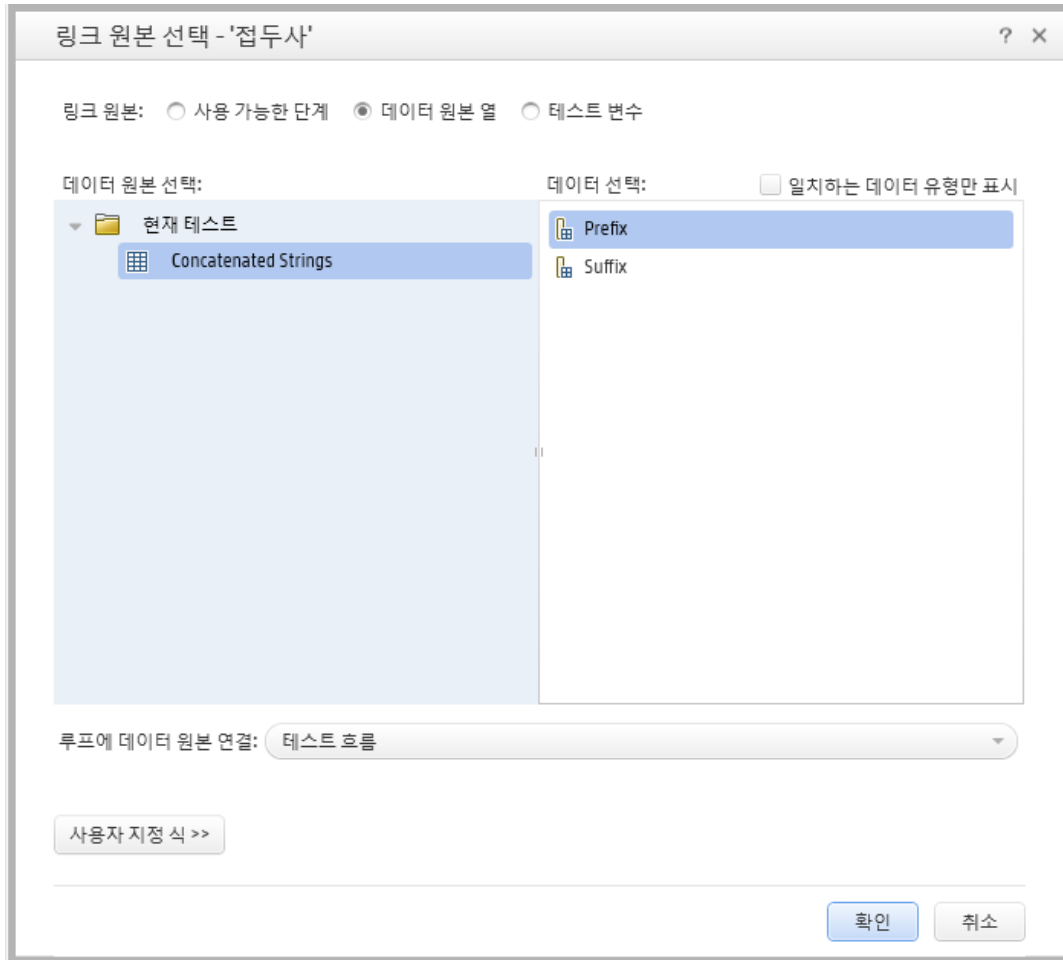 링크 원본 선택 - '접두사' ? ×
링크 원본: 사용 가능한 단계 데이터 원본 열 테스트 변수
데이터 원본 선택: 데이터 선택: 일치하는 데이터 유형만 표시
현재 테스트 Prefix
Concatenated Strings Suffix
루프에 데이터 원본 연결: 테스트 흐름
사용자 지정 식 >>
확인 취소